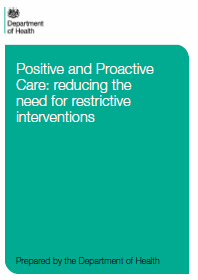 Department
of Health
Positive and Proactive
Care: reducing the
need for restrictive
interventions
Prepared by the Department of Health